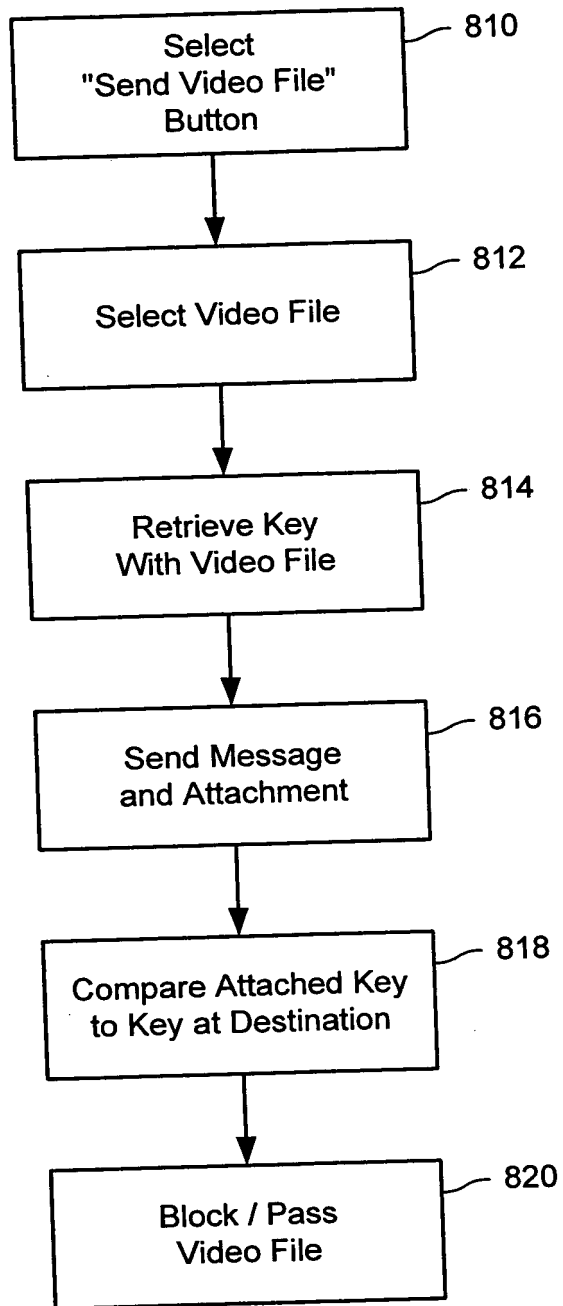 Select
"Send Video File"
Button
810
Select Video File
812
Retrieve Key
With Video File
814
Send Message
and Attachment
816
Compare Attached Key
to Key at Destination
818
Block / Pass
Video File
820